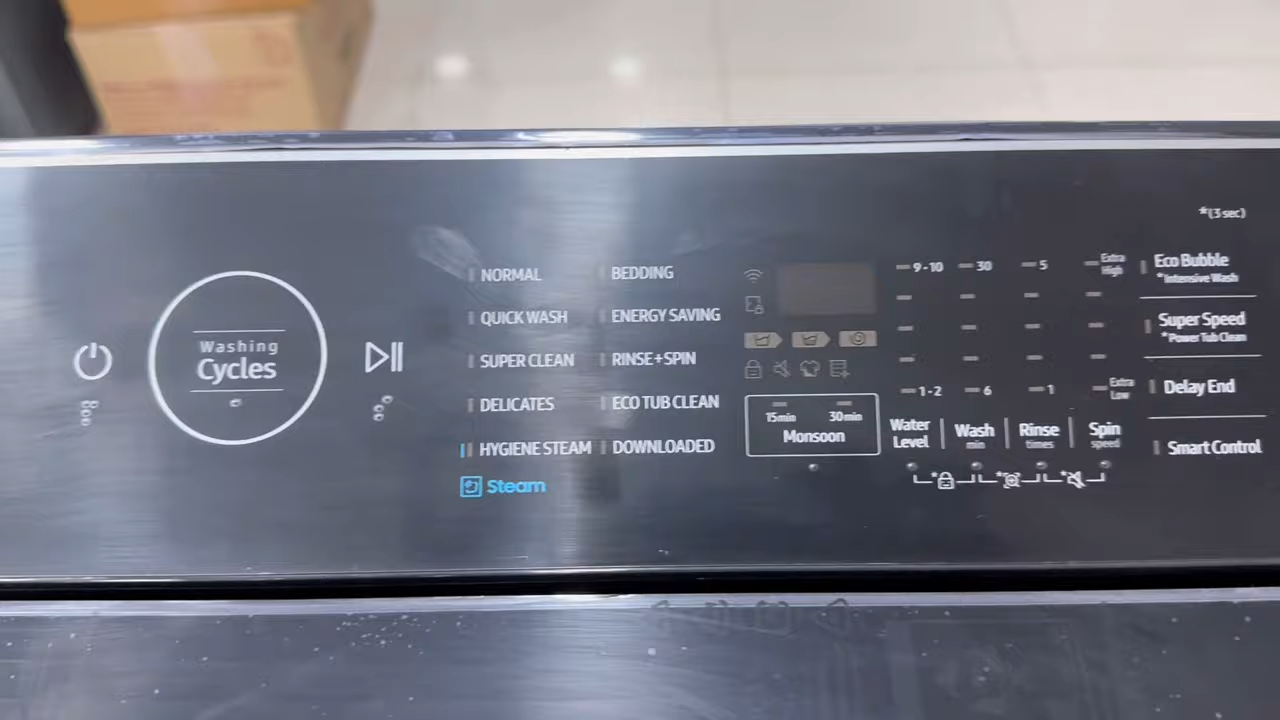 *(3 sec)
Washing
Cycles
NORMAL
QUICK WASH
SUPER CLEAN
DELICATES
HYGIENE STEAM
Steam
BEDDING
ENERGY SAVING
RINSE+SPIN
ECO TUB CLEAN
DOWNLOADED
15min 30min
Monsoon
9-10 30 5 Extra High
1-2 6 1 Extra Low
Water Level
Wash min
Rinse times
Spin speed
Eco Bubble
*Intensive Wash
Super Speed
*Power Tub Clean
Delay End
Smart Control